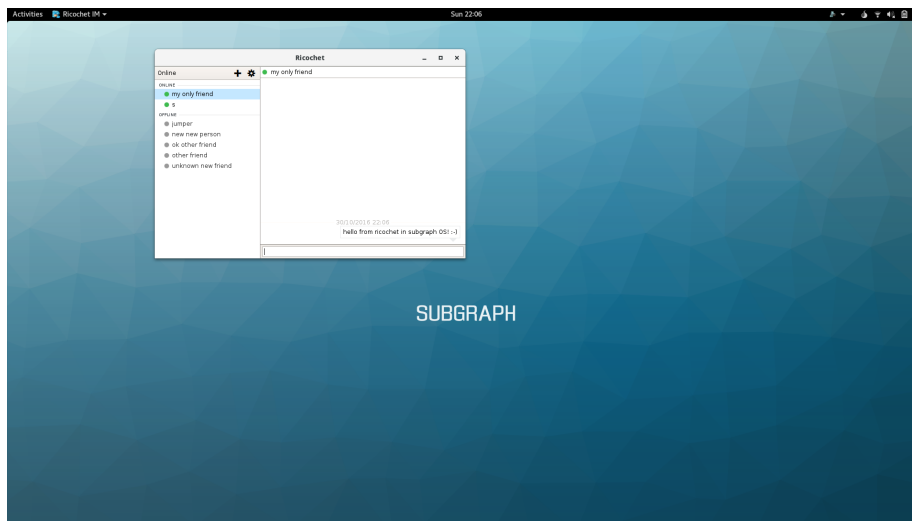 Activities Ricochet IM Sun 22:06
Ricochet
Online my only friend
ONLINE
my only friend
s
OFFLINE
jumper
new new person
ok other friend
other friend
unknown new friend
30/10/2016 22:06
hello from ricochet in subgraph OS! :-)
SUBGRAPH